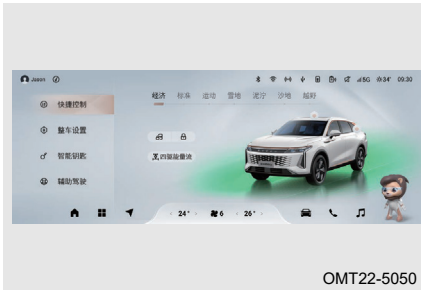 Jason 5G 34° 09:30
快捷控制
经济 标准 运动 雪地 泥泞 沙地 越野
整车设置
智能钥匙
四驱能量流
辅助驾驶
24° 6 26°
OMT22-5050